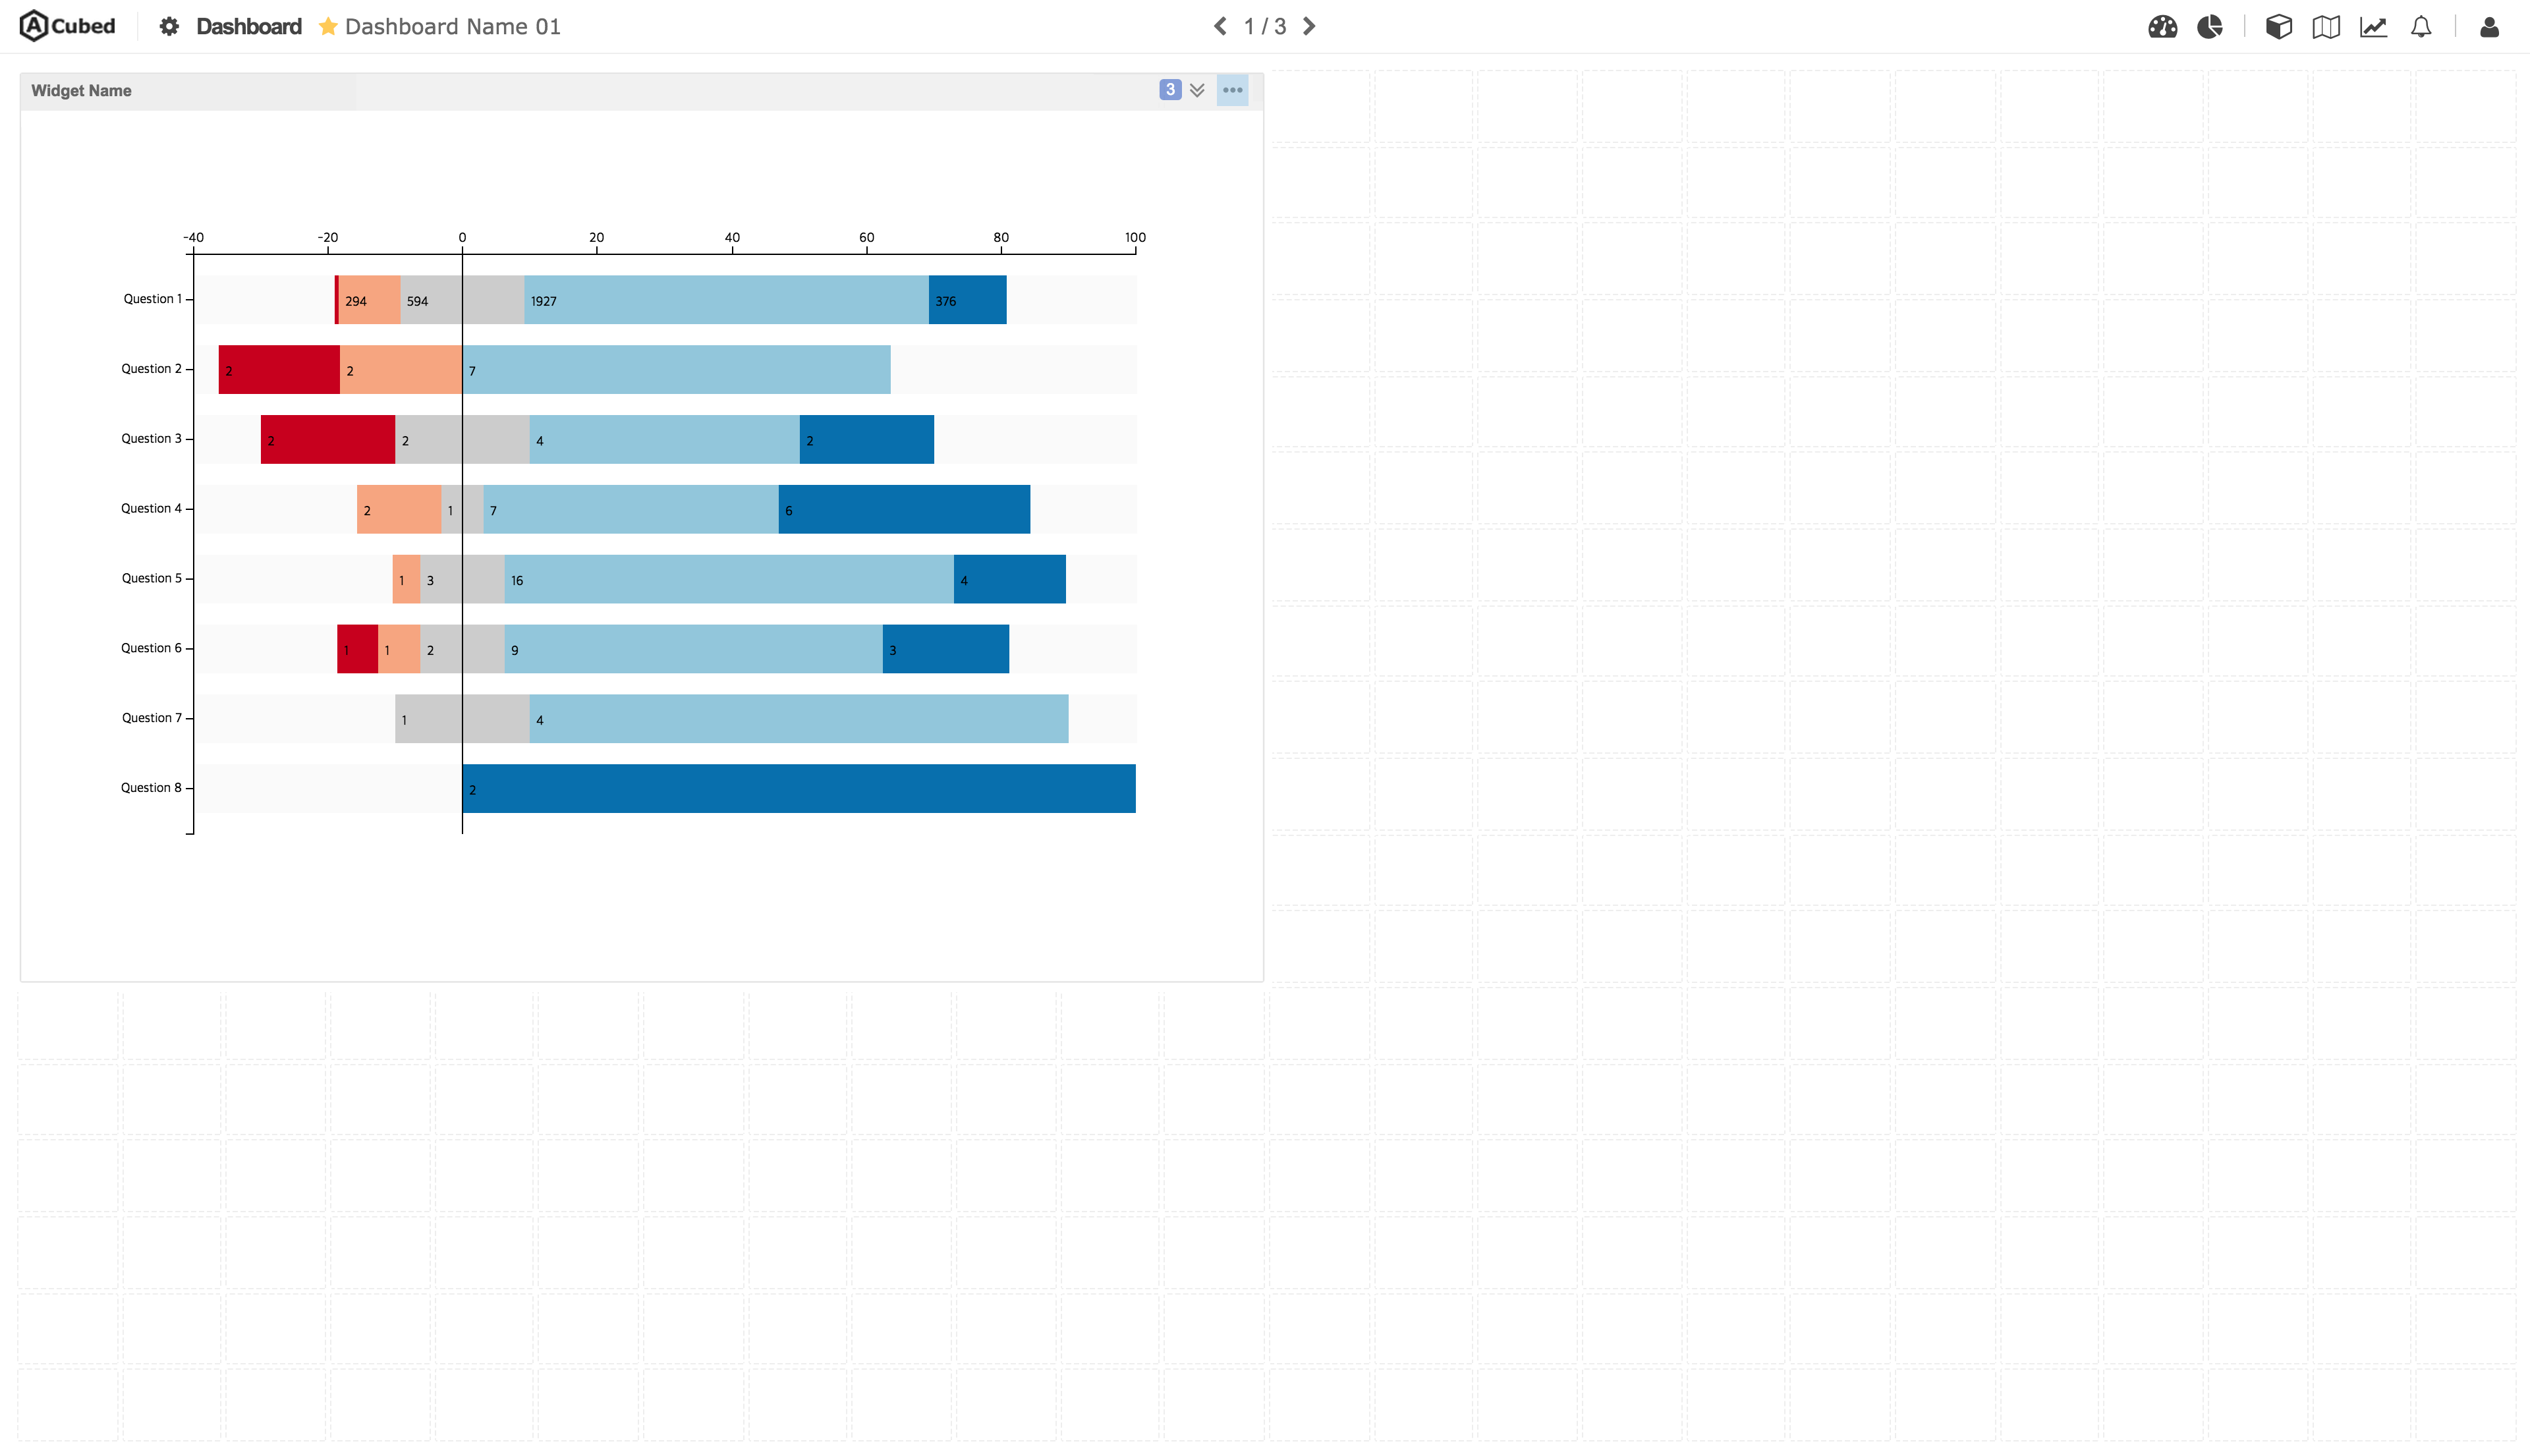 A Cubed Dashboard Dashboard Name 01 1 / 3
Widget Name 3
-40 -20 0 20 40 60 80 100
Question 1 294 594 1927 376
Question 2 2 2 7
Question 3 2 2 4 2
Question 4 2 1 7 6
Question 5 1 3 16 4
Question 6 1 1 2 9 3
Question 7 1 4
Question 8 2